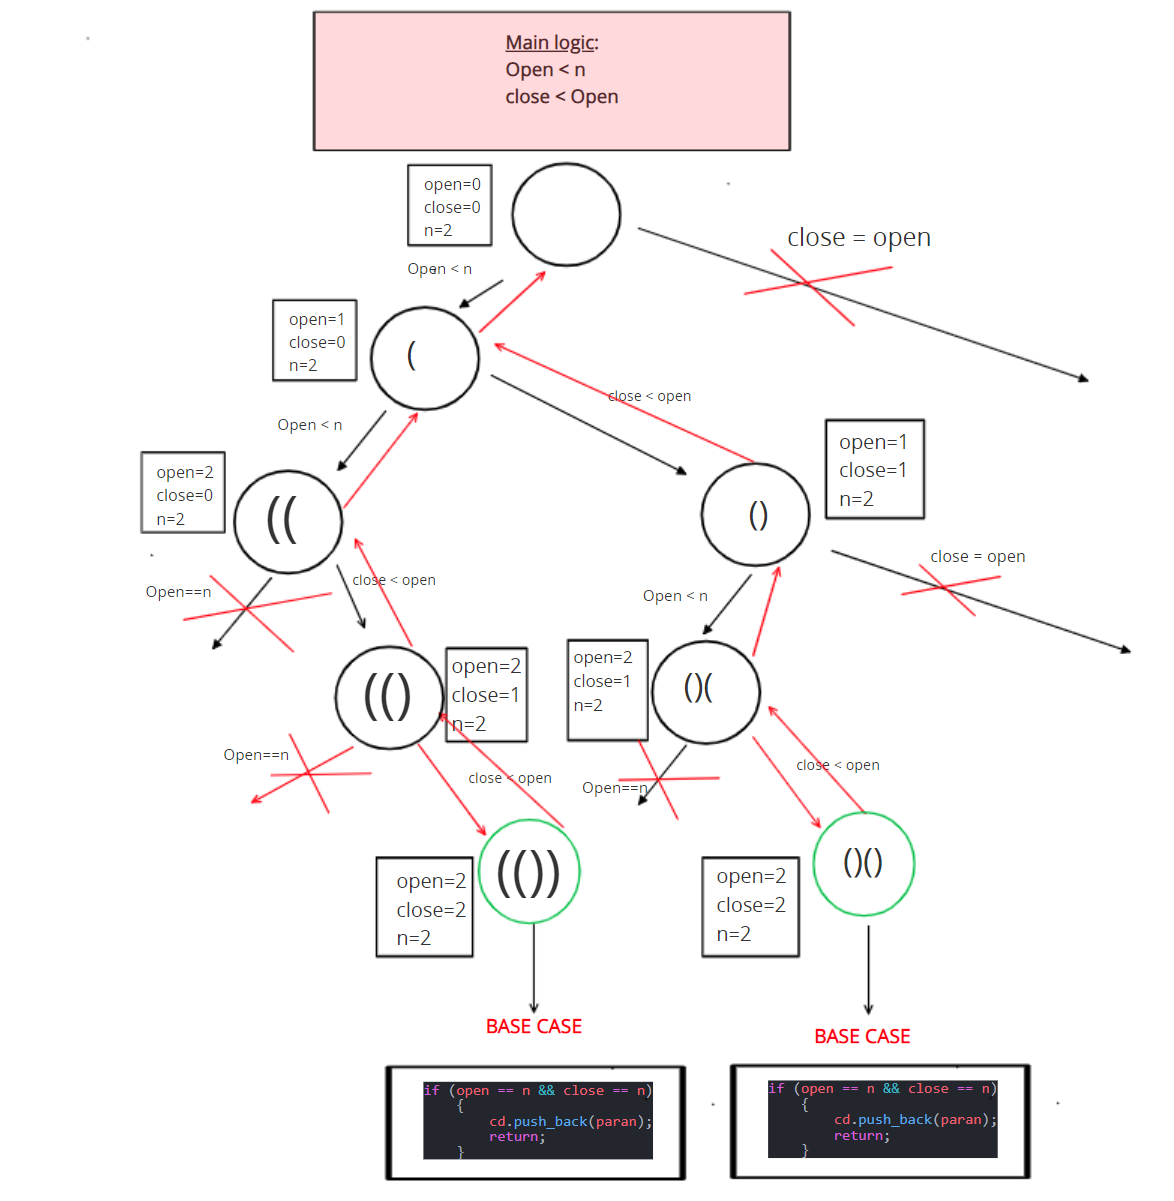 Main logic:
Open < n
close < Open
open=0
close=0
n=2
close = open
Open < n
open=1
close=0
n=2
(
close < open
Open < n
open=1
close=1
n=2
open=2
close=0
n=2
((
()
close = open
close < open
Open==n
Open < n
open=2
close=1
n=2
(()
open=2
close=1
n=2
()(
Open==n
close < open
close < open
Open==n
open=2
close=2
n=2
(())
open=2
close=2
n=2
()()
BASE CASE
BASE CASE
if (open == n && close == n)
{
cd.push_back(paran);
return;
}
if (open == n && close == n)
{
cd.push_back(paran);
return;
}